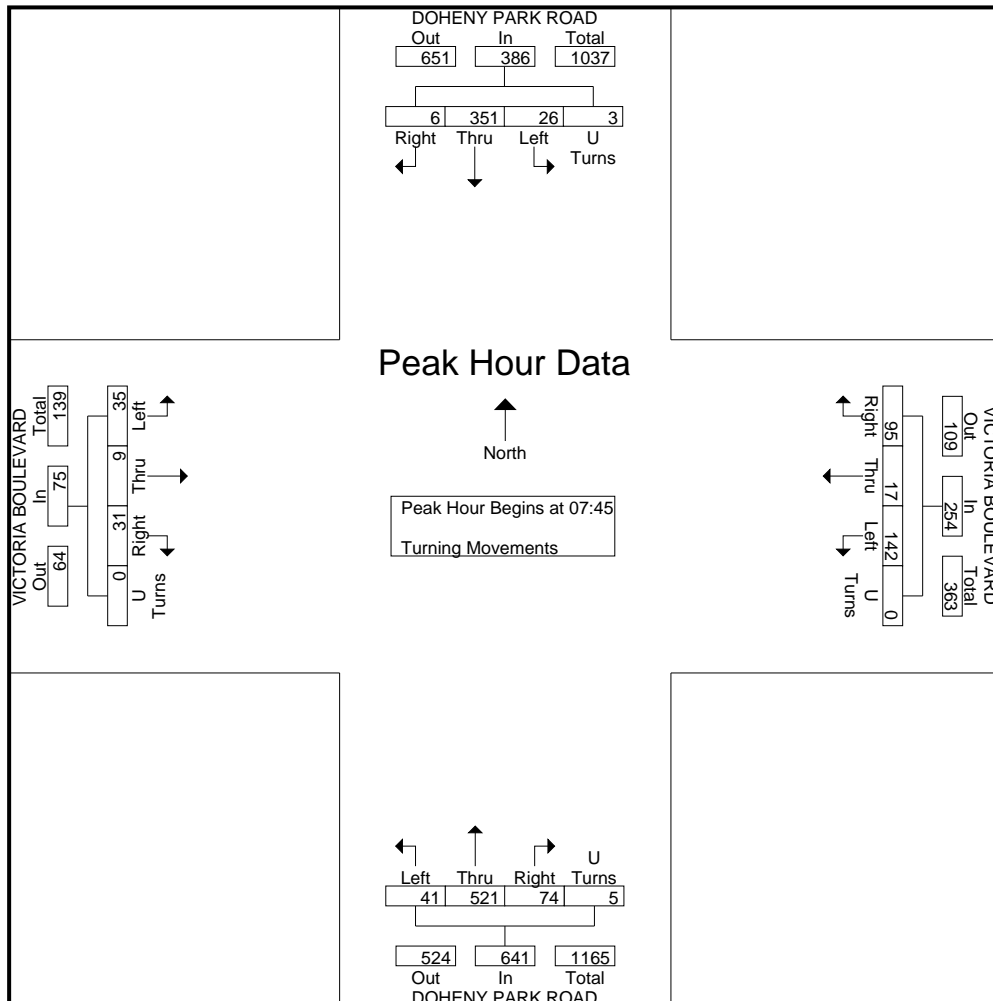 DOHENY PARK ROAD
Out In Total
651 386 1037
6 351 26 3
Right Thru Left U Turns
Peak Hour Data
North
Peak Hour Begins at 07:45
Turning Movements
VICTORIA BOULEVARD
Total In Out
139 75 64
35 9 31 0
Left Thru Right U Turns
VICTORIA BOULEVARD
Out In Total
109 254 363
95 17 142 0
Right Thru Left U Turns
Left Thru Right U Turns
41 521 74 5
524 641 1165
Out In Total
DOHENY PARK ROAD